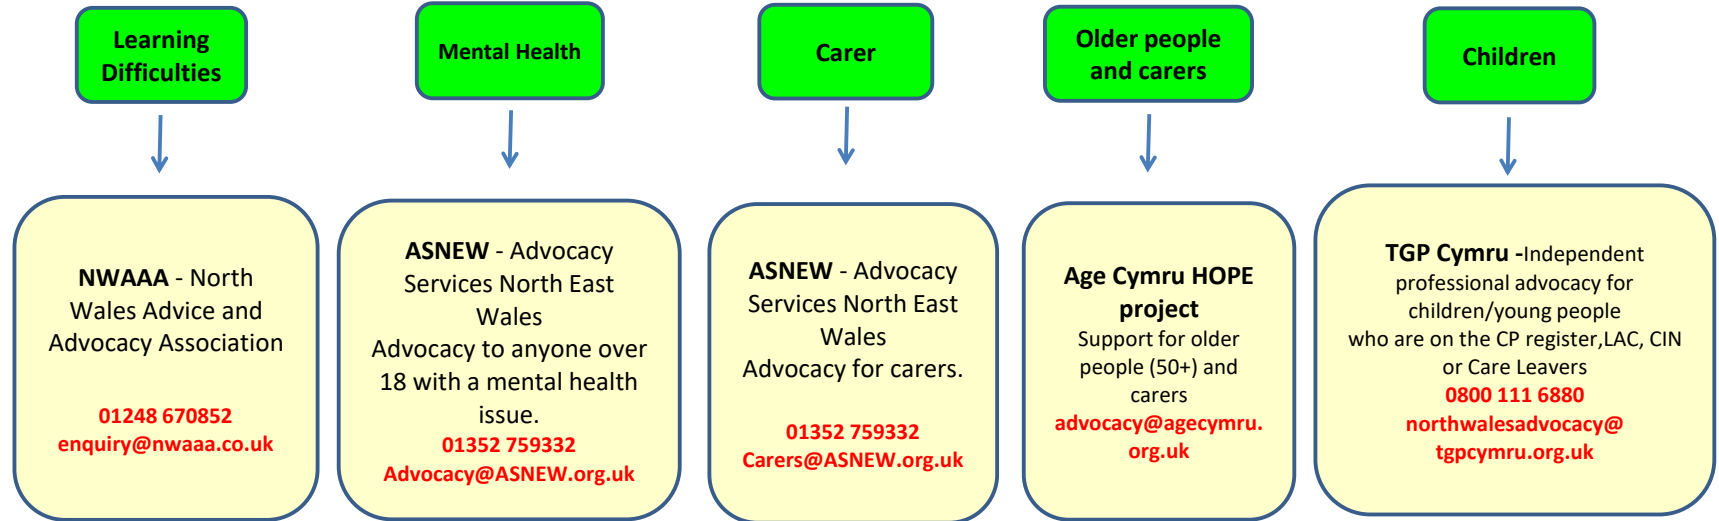 Learning
Difficulties
Mental Health
Carer
Older people
and carers
Children
NWAAA - North
Wales Advice and
Advocacy Association
01248 670852
enquiry@nwaaa.co.uk
ASNEW - Advocacy
Services North East
Wales
Advocacy to anyone over
18 with a mental health
issue.
01352 759332
Advocacy@ASNEW.org.uk
ASNEW - Advocacy
Services North East
Wales
Advocacy for carers.
01352 759332
Carers@ASNEW.org.uk
Age Cymru HOPE
project
Support for older
people (50+) and
carers
advocacy@agecymru.
org.uk
TGP Cymru -Independent
professional advocacy for
children/young people
who are on the CP register,LAC, CIN
or Care Leavers
0800 111 6880
northwalesadvocacy@
tgpcymru.org.uk